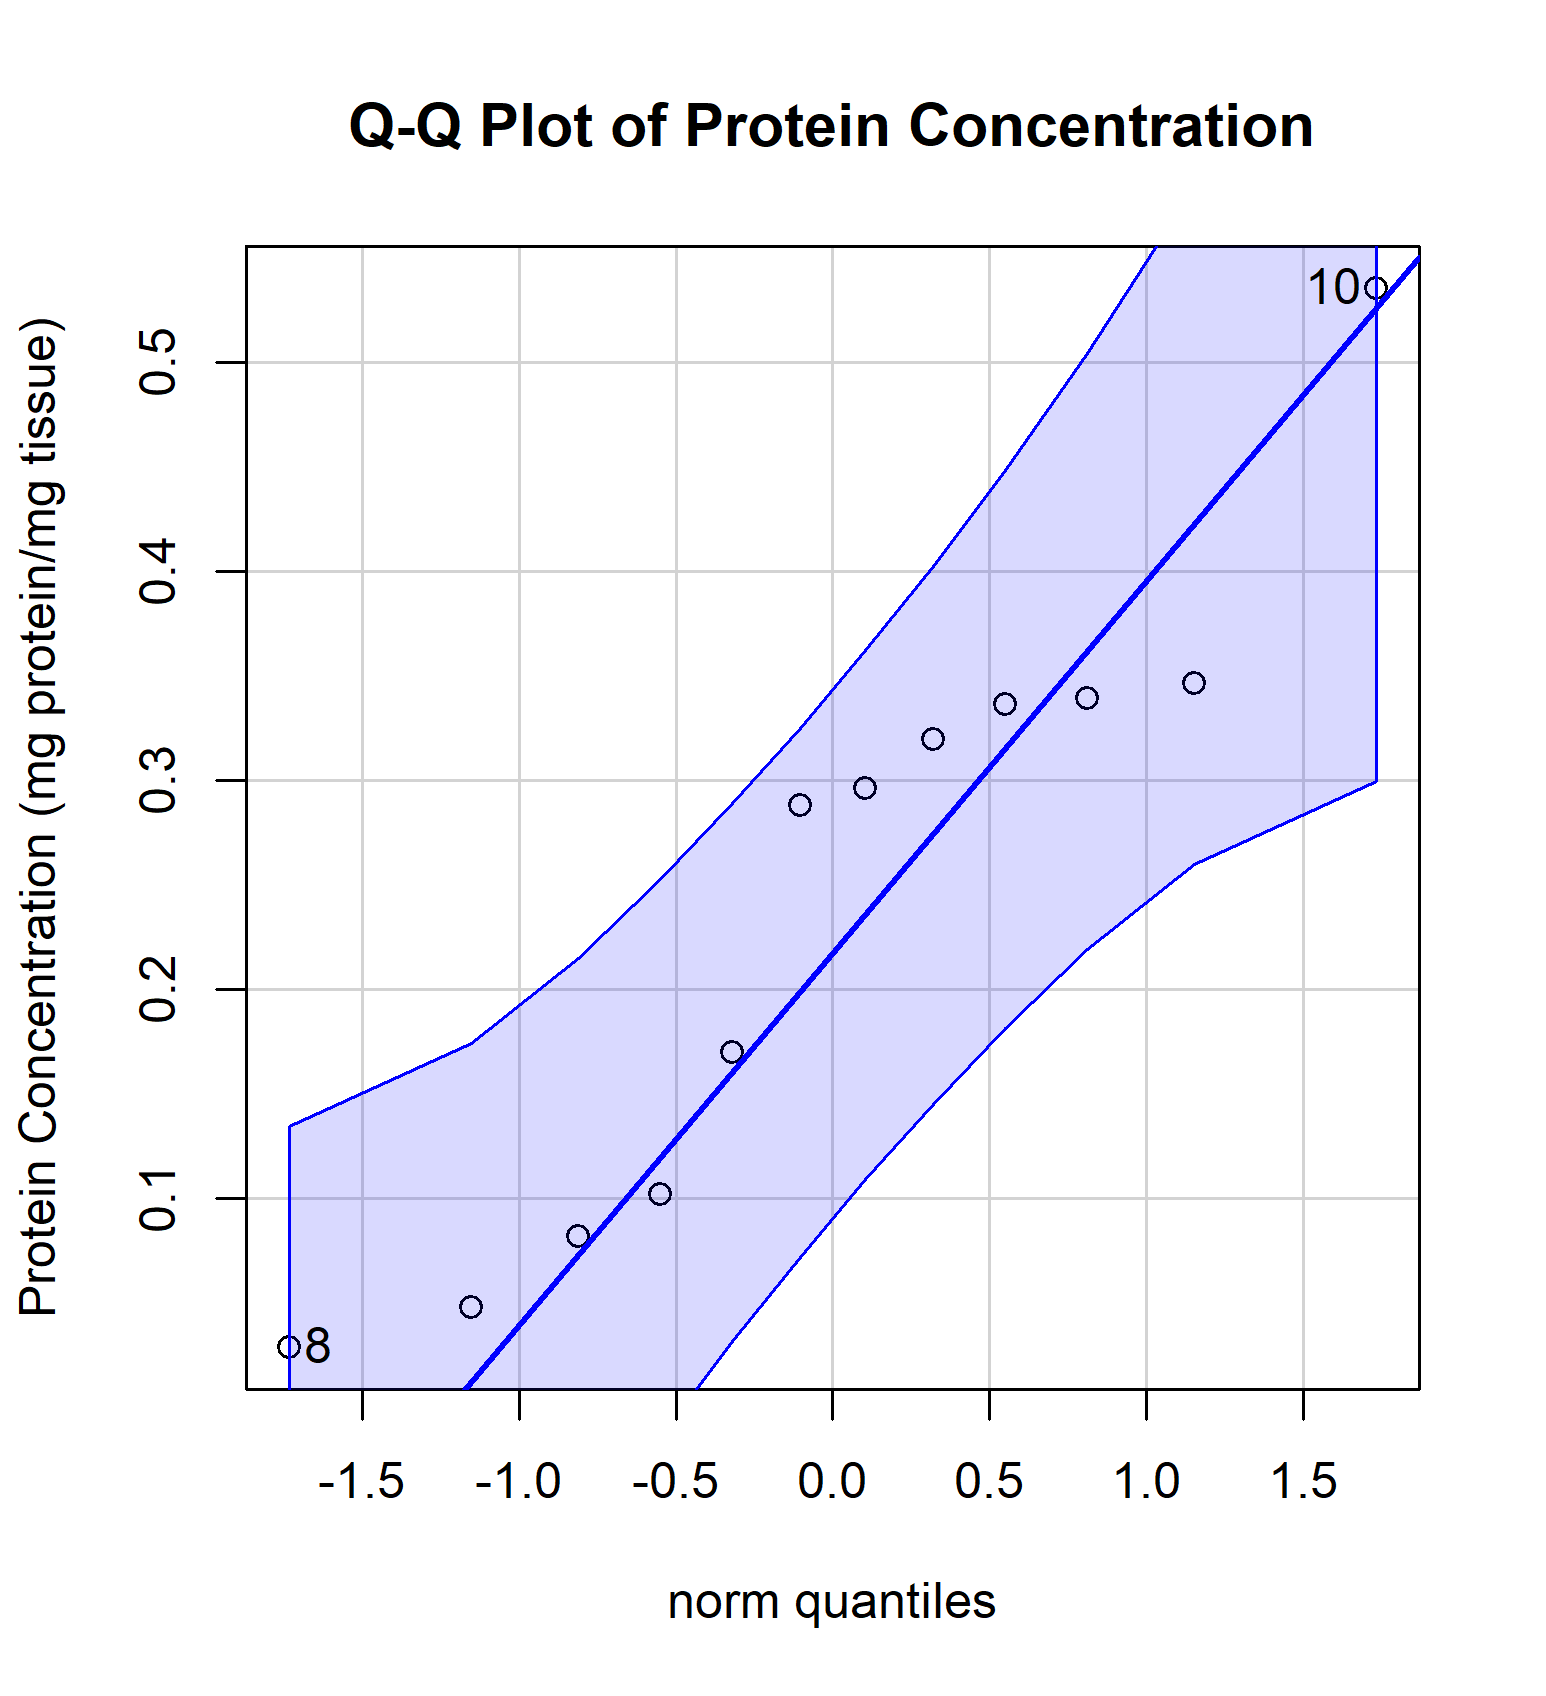 Q-Q Plot of Protein Concentration
Protein Concentration (mg protein/mg tissue)
0.5
0.4
0.3
0.2
0.1
10
8
-1.5 -1.0 -0.5 0.0 0.5 1.0 1.5
norm quantiles